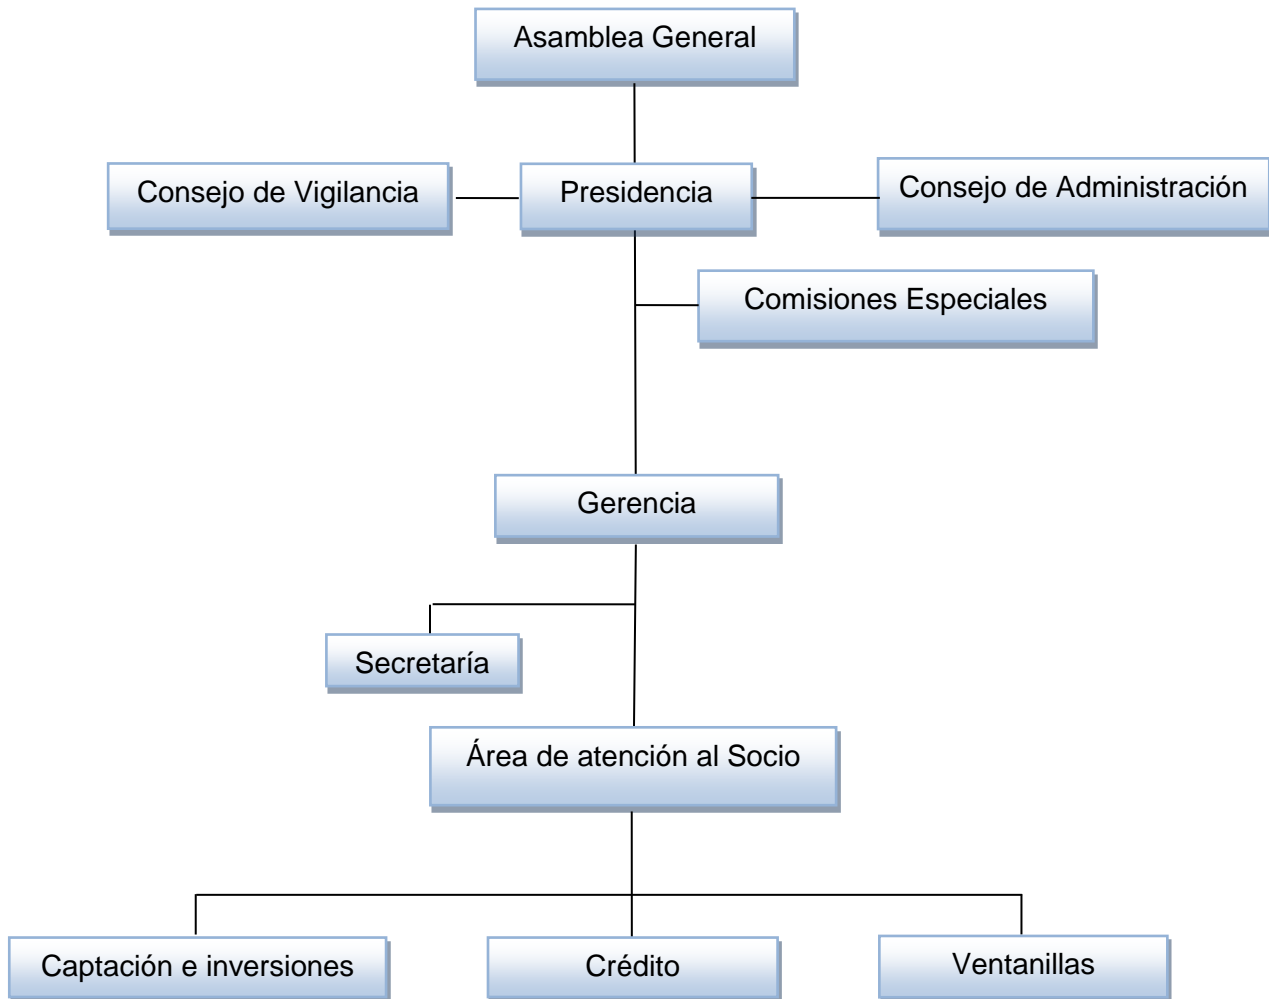 Asamblea General
Consejo de Vigilancia
Presidencia
Consejo de Administración
Comisiones Especiales
Gerencia
Secretaría
Área de atención al Socio
Captación e inversiones
Crédito
Ventanillas